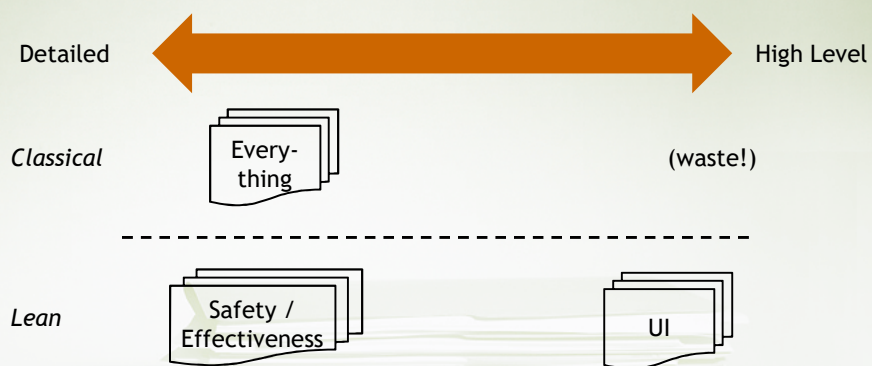 Detailed
High Level
Classical
Every-
thing
(waste!)
Lean
Safety /
Effectiveness
UI